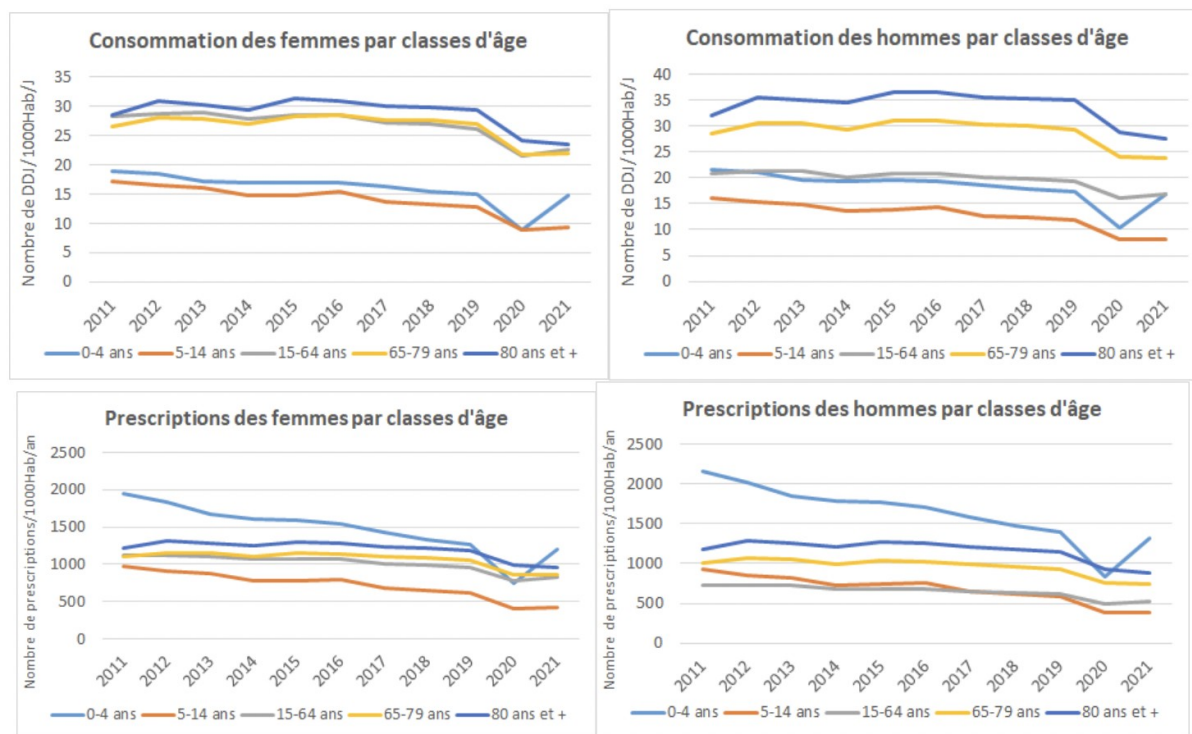 Consommation des femmes par classes d'âge
Nombre de DDJ/1000Hab/J
35
30
25
20
15
10
5
0
2011 2012 2013 2014 2015 2016 2017 2018 2019 2020 2021
0-4 ans 5-14 ans 15-64 ans 65-79 ans 80 ans et +
Consommation des hommes par classes d'âge
Nombre de DDJ/1000Hab/J
40
35
30
25
20
15
10
5
0
2011 2012 2013 2014 2015 2016 2017 2018 2019 2020 2021
0-4 ans 5-14 ans 15-64 ans 65-79 ans 80 ans et +
Prescriptions des femmes par classes d'âge
Nombre de prescriptions/1000Hab/an
2500
2000
1500
1000
500
0
2011 2012 2013 2014 2015 2016 2017 2018 2019 2020 2021
0-4 ans 5-14 ans 15-64 ans 65-79 ans 80 ans et +
Prescriptions des hommes par classes d'âge
Nombre de prescriptions/1000Hab/an
2500
2000
1500
1000
500
0
2011 2012 2013 2014 2015 2016 2017 2018 2019 2020 2021
0-4 ans 5-14 ans 15-64 ans 65-79 ans 80 ans et +